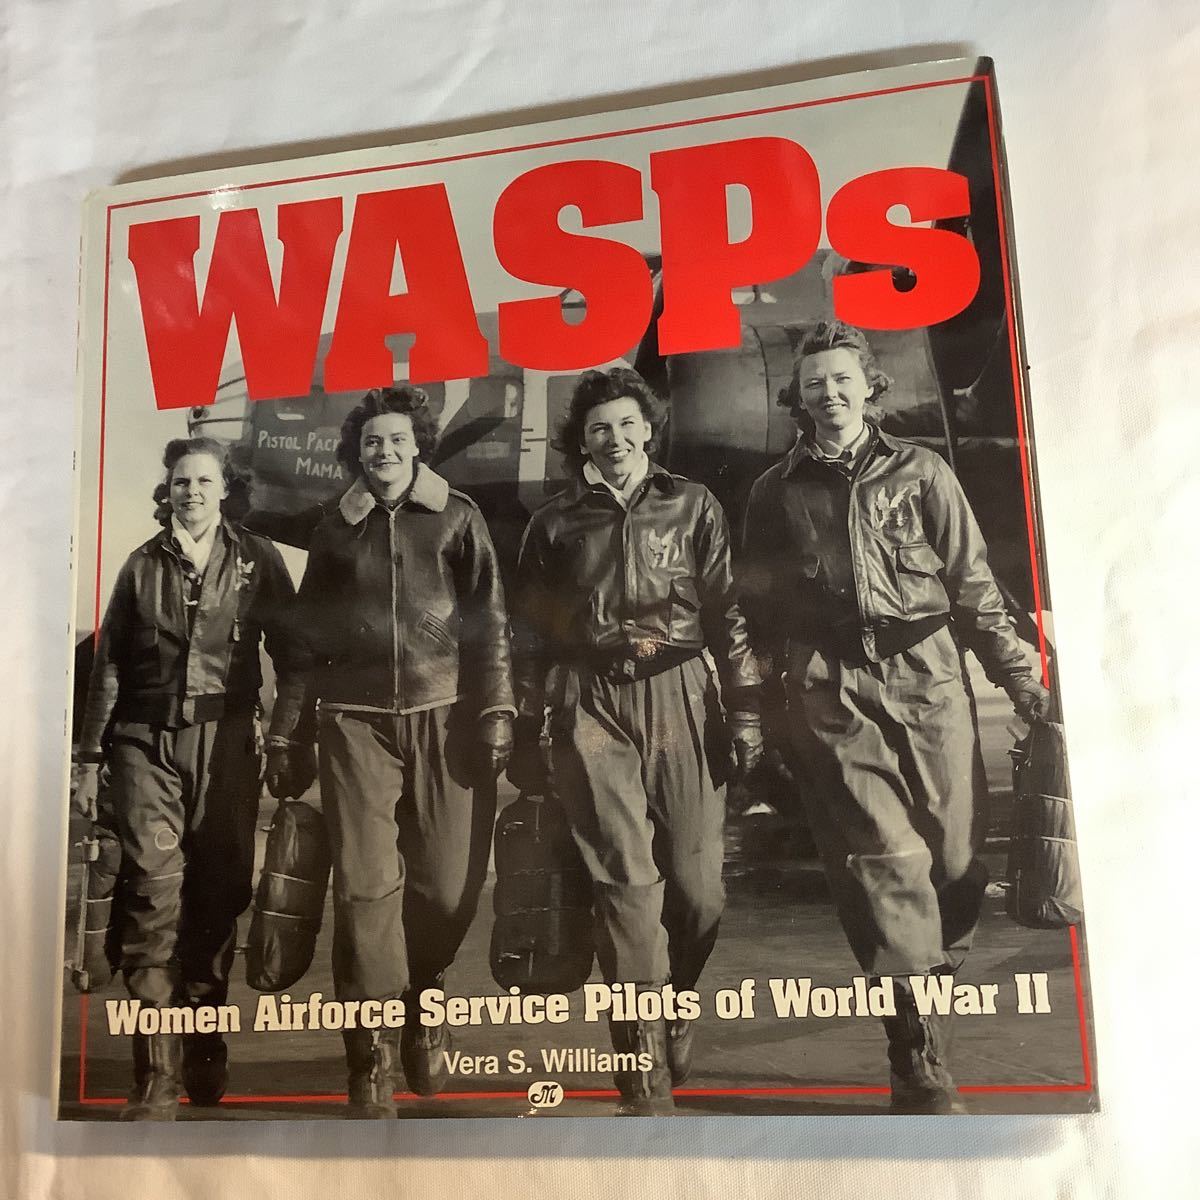 WASPs
PISTOL PACK
MAMA
Women Airforce Service Pilots of World War II
Vera S. Williams
M